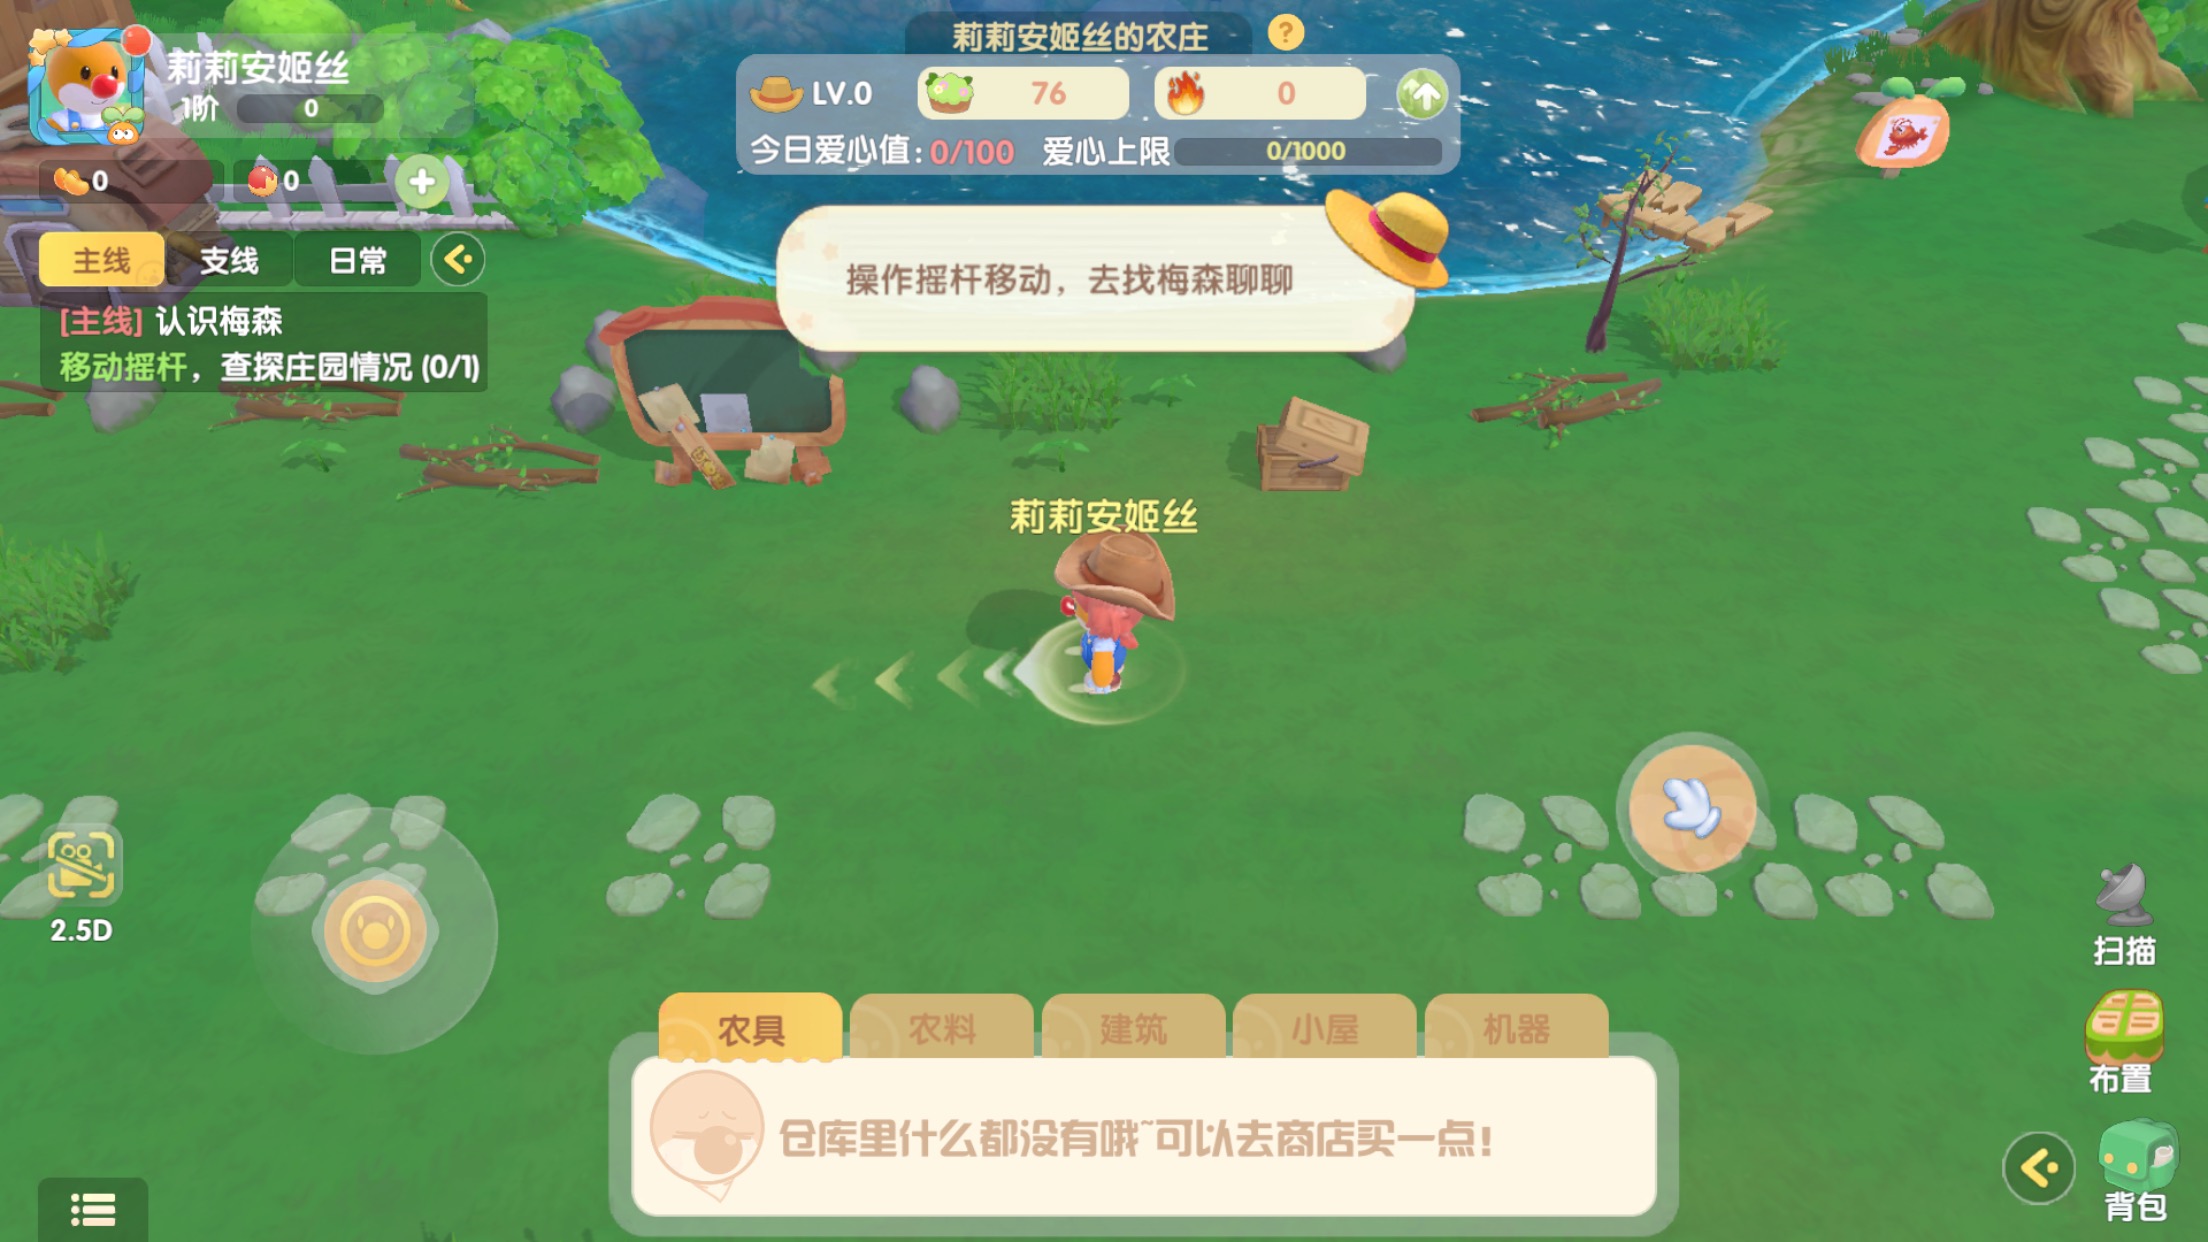 莉莉安姬丝
1阶
0
0
0
莉莉安姬丝的农庄
?
LV.0
76
0
今日爱心值:0/100
爱心上限
0/1000
主线
支线
日常
[主线] 认识梅森
移动摇杆，查探庄园情况 (0/1)
操作摇杆移动，去找梅森聊聊
莉莉安姬丝
2.5D
扫描
布置
背包
农具
农料
建筑
小屋
机器
仓库里什么都没有哦~可以去商店买一点!